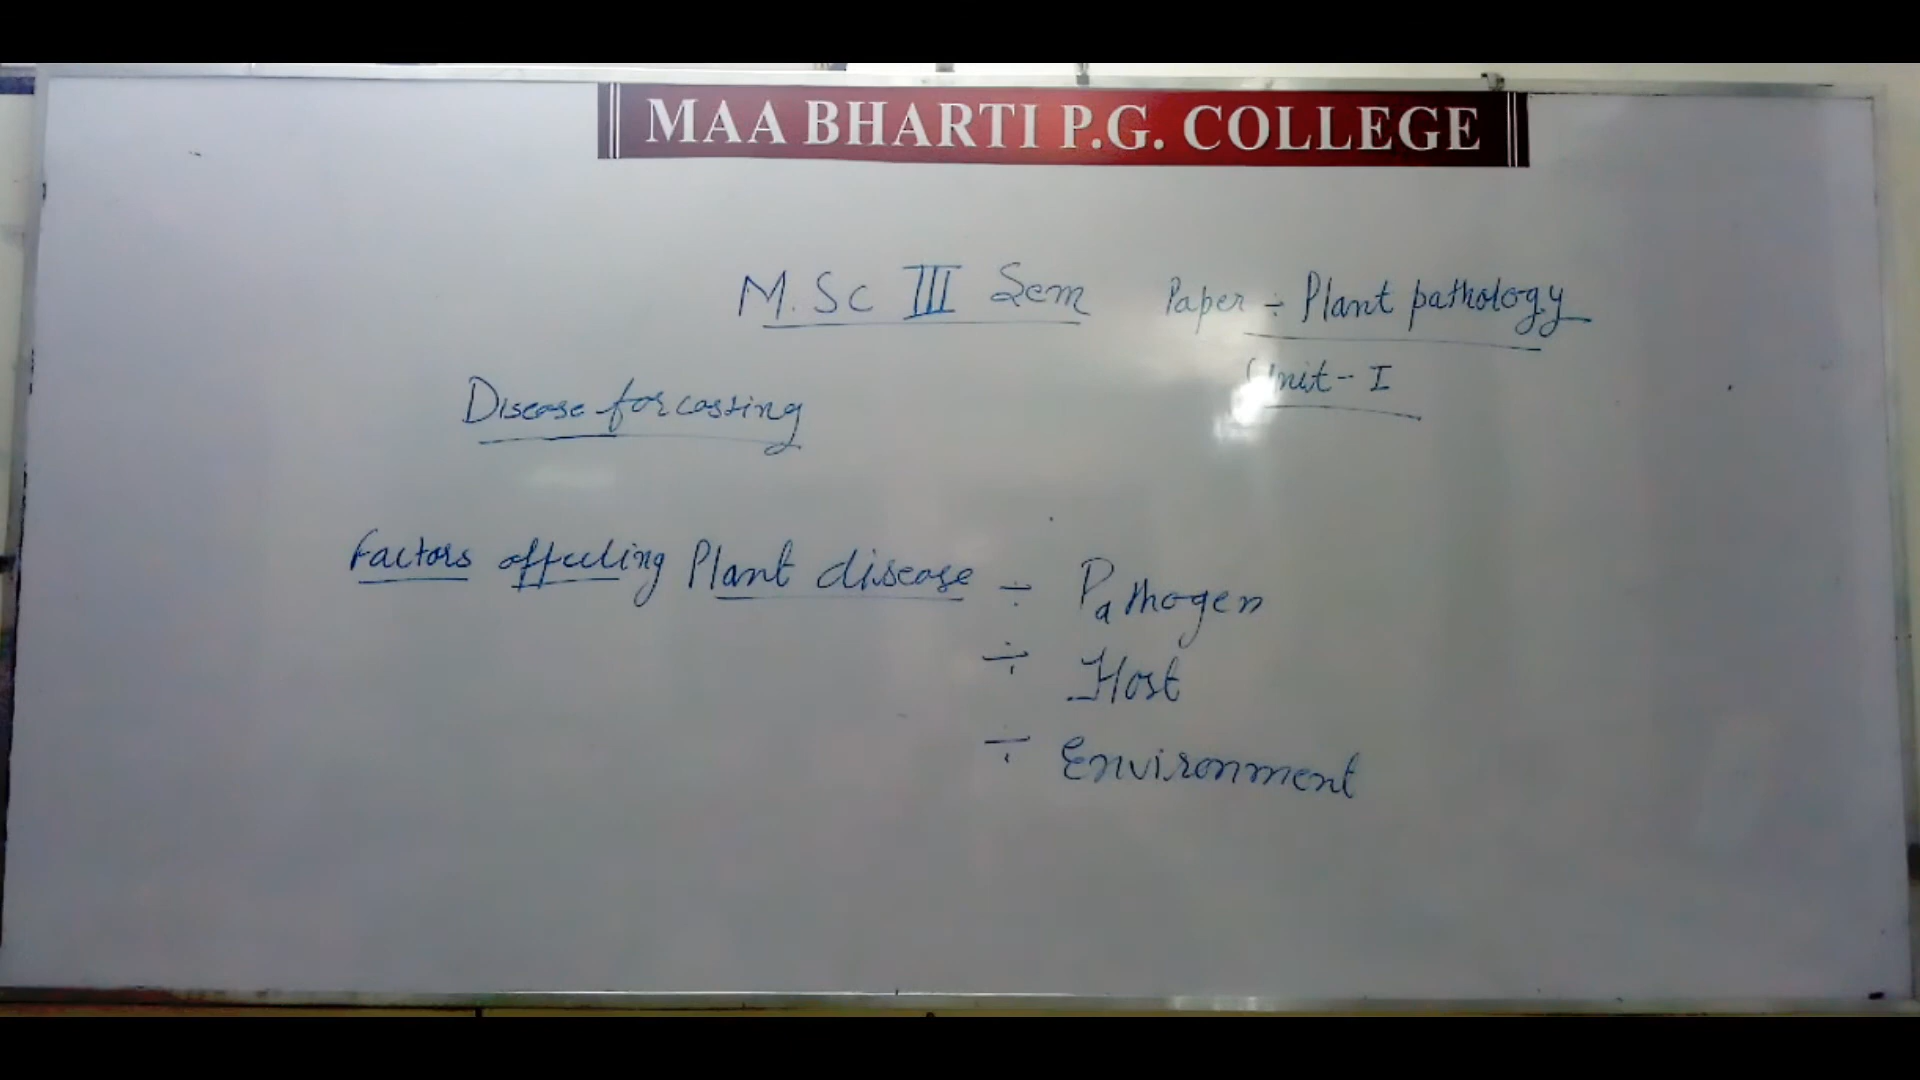 MAA BHARTI P.G. COLLEGE
M.Sc III Sem Paper ÷ Plant pathology
Unit - I
Disease forcasting
Factors affecting Plant disease ÷ Pathogen
÷ Host
÷ Environment